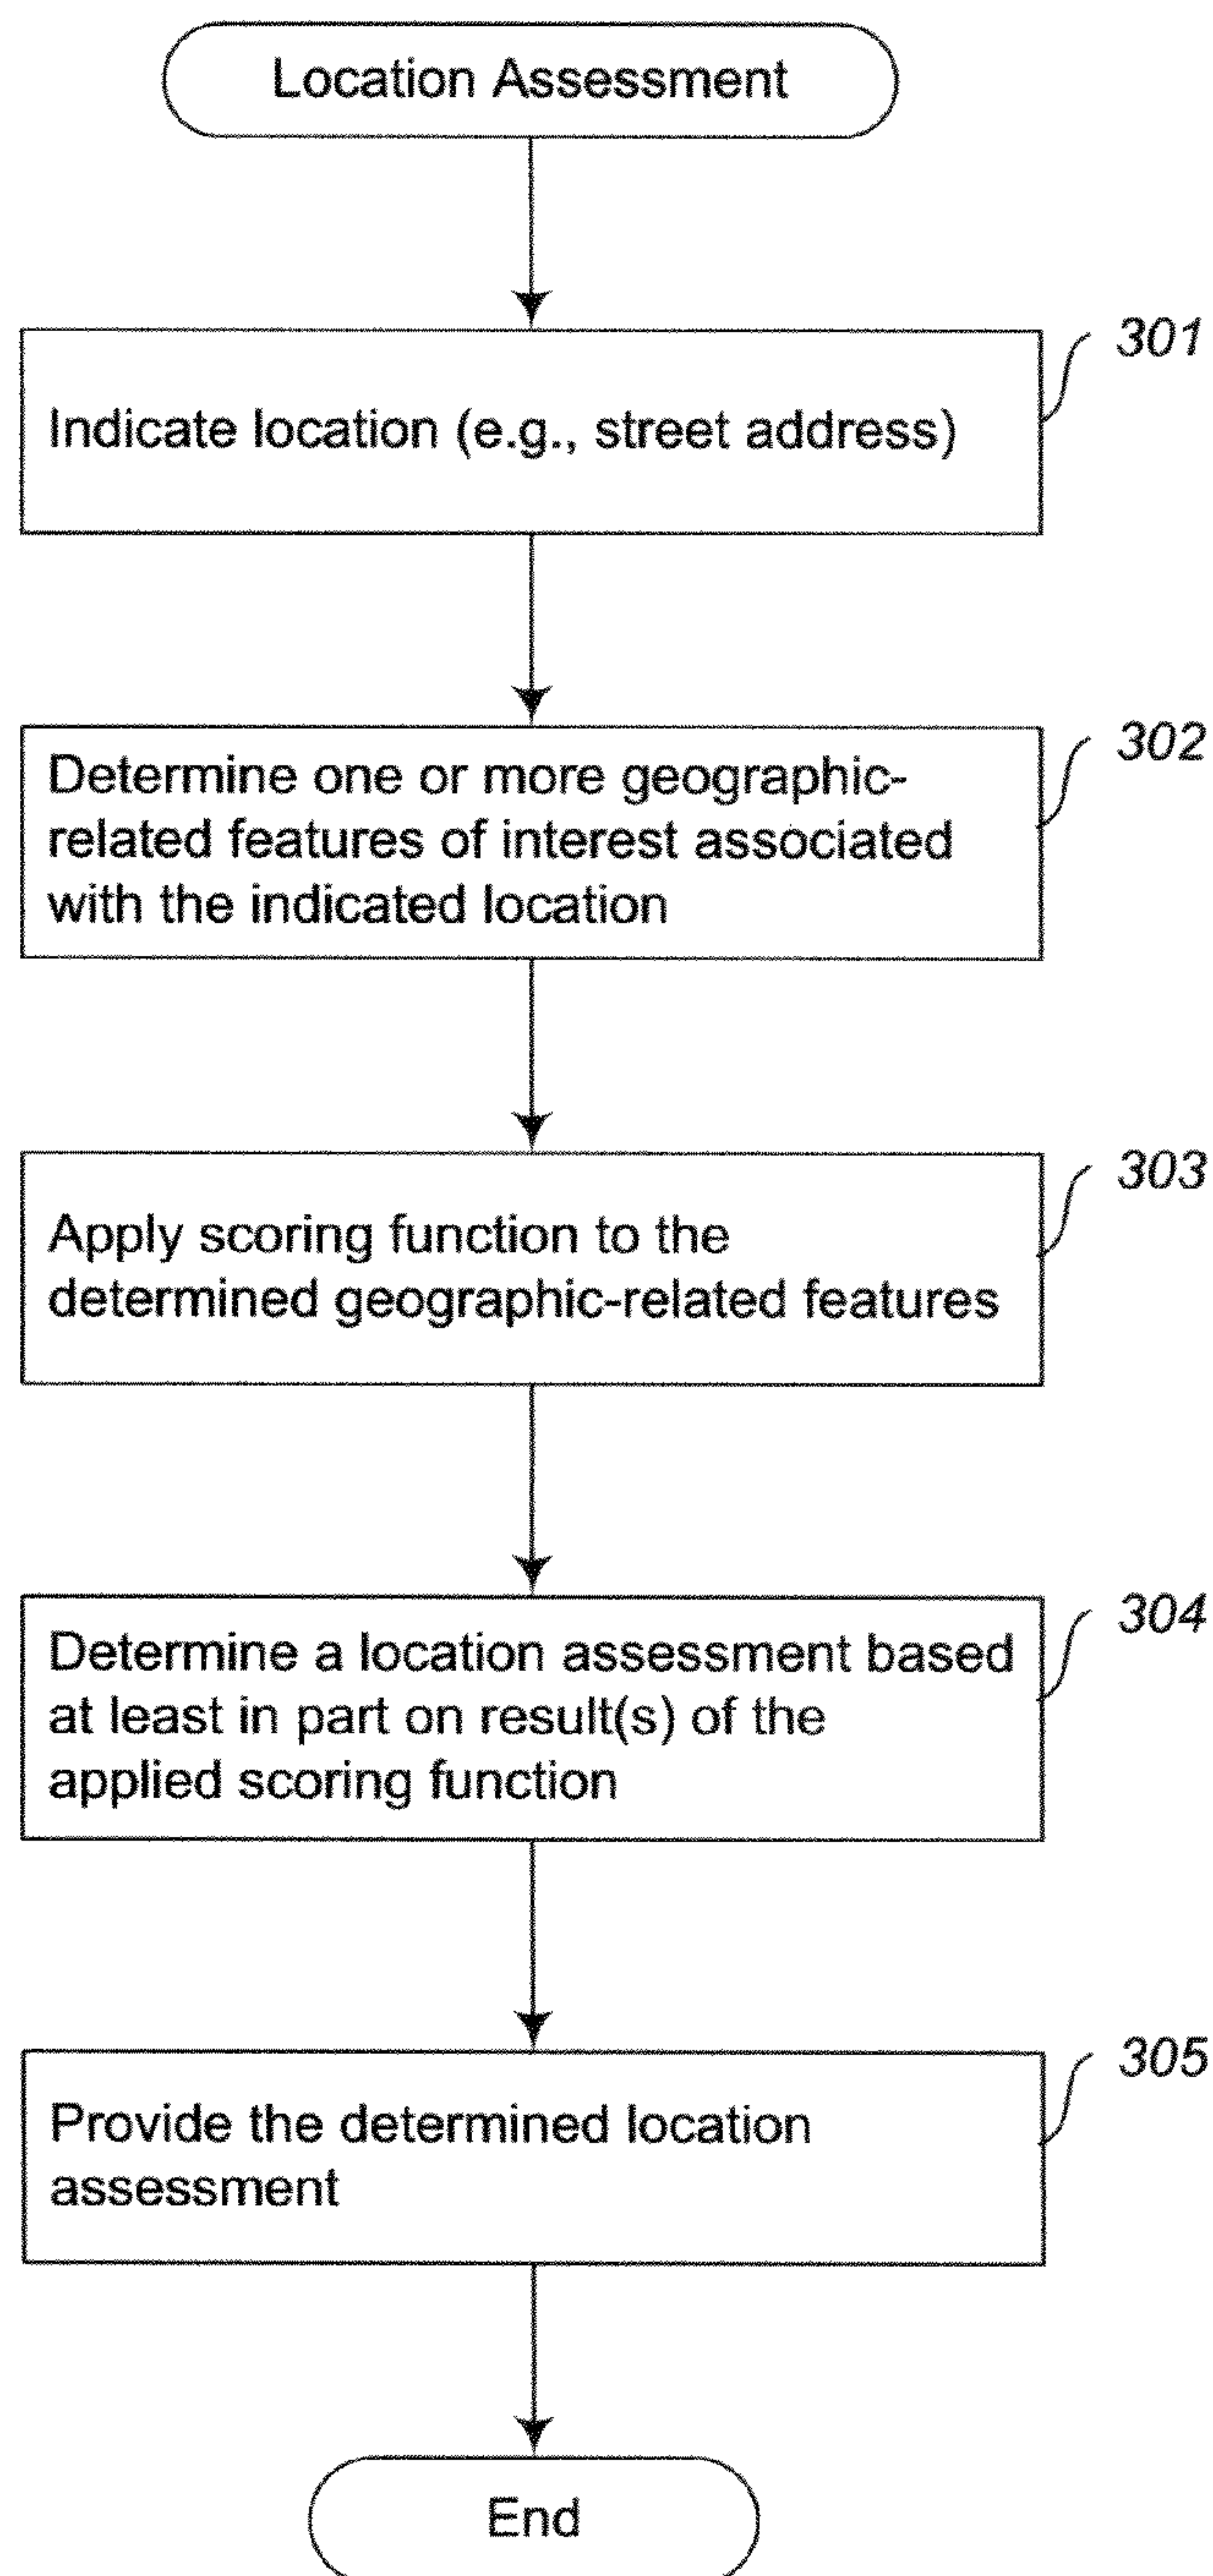 Location Assessment
301
Indicate location (e.g., street address)
302
Determine one or more geographic-
related features of interest associated
with the indicated location
303
Apply scoring function to the
determined geographic-related features
304
Determine a location assessment based
at least in part on result(s) of the
applied scoring function
305
Provide the determined location
assessment
End